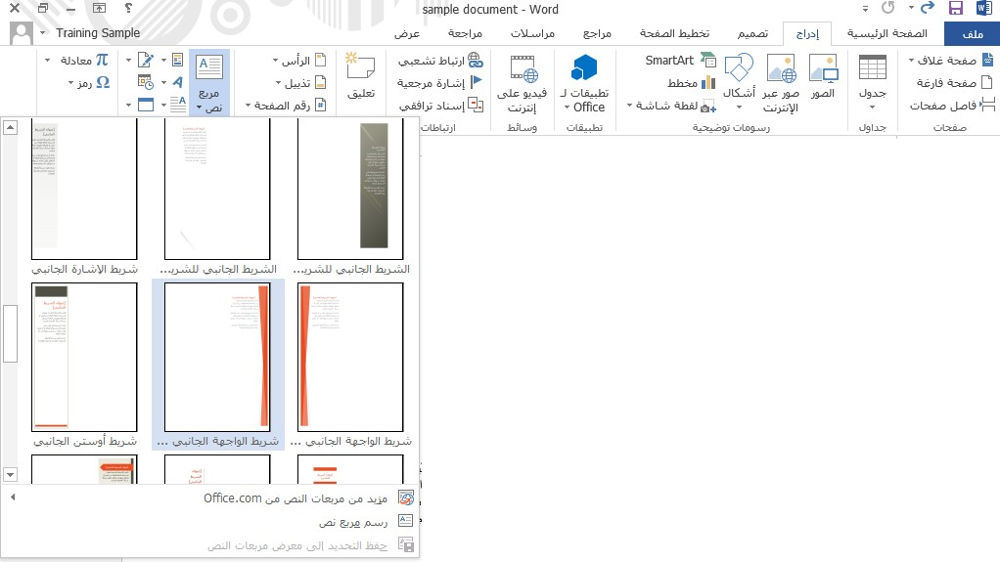 sample document - Word
Training Sample
ملف
الصفحة الرئيسية
إدراج
تصميم
تخطيط الصفحة
مراجع
مراسلات
مراجعة
عرض
صفحة غلاف
صفحة فارغة
فاصل صفحات
صفحات
جدول
جداول
الصور
صور عبر
الإنترنت
أشكال
SmartArt
مخطط
لقطة شاشة
رسومات توضيحية
تطبيقات لـ
Office
تطبيقات
فيديو على
إنترنت
وسائط
ارتباط تشعبي
إشارة مرجعية
إسناد ترافقي
ارتباطات
تعليق
الرأس
تذييل
رقم الصفحة
مربع
نص
معادلة
رمز
الشريط الجانبي للشري...
الشريط الجانبي للشري...
شريط الإشارة الجانبي
شريط الواجهة الجانبي ...
شريط الواجهة الجانبي ...
شريط أوستن الجانبي
مزيد من مربعات النص من Office.com
رسم مربع نص
حفظ التحديد إلى معرض مربعات النص